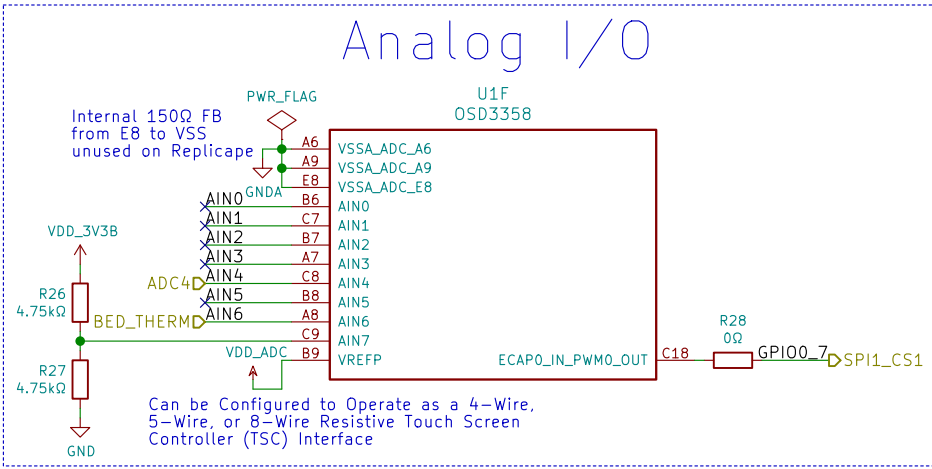 Analog I/O
U1F
OSD3358
PWR_FLAG
Internal 150Ω FB
from E8 to VSS
unused on Replicape
GNDA
A6 VSSA_ADC_A6
A9 VSSA_ADC_A9
E8 VSSA_ADC_E8
AIN0 B6 AIN0
AIN1 C7 AIN1
AIN2 B7 AIN2
AIN3 A7 AIN3
ADC4 AIN4 C8 AIN4
AIN5 B8 AIN5
BED_THERM AIN6 A8 AIN6
C9 AIN7
VDD_ADC B9 VREFP
ECAP0_IN_PWM0_OUT C18
R28
0Ω
GPIO0_7
SPI1_CS1
VDD_3V3B
R26
4.75kΩ
R27
4.75kΩ
GND
Can be Configured to Operate as a 4-Wire,
5-Wire, or 8-Wire Resistive Touch Screen
Controller (TSC) Interface